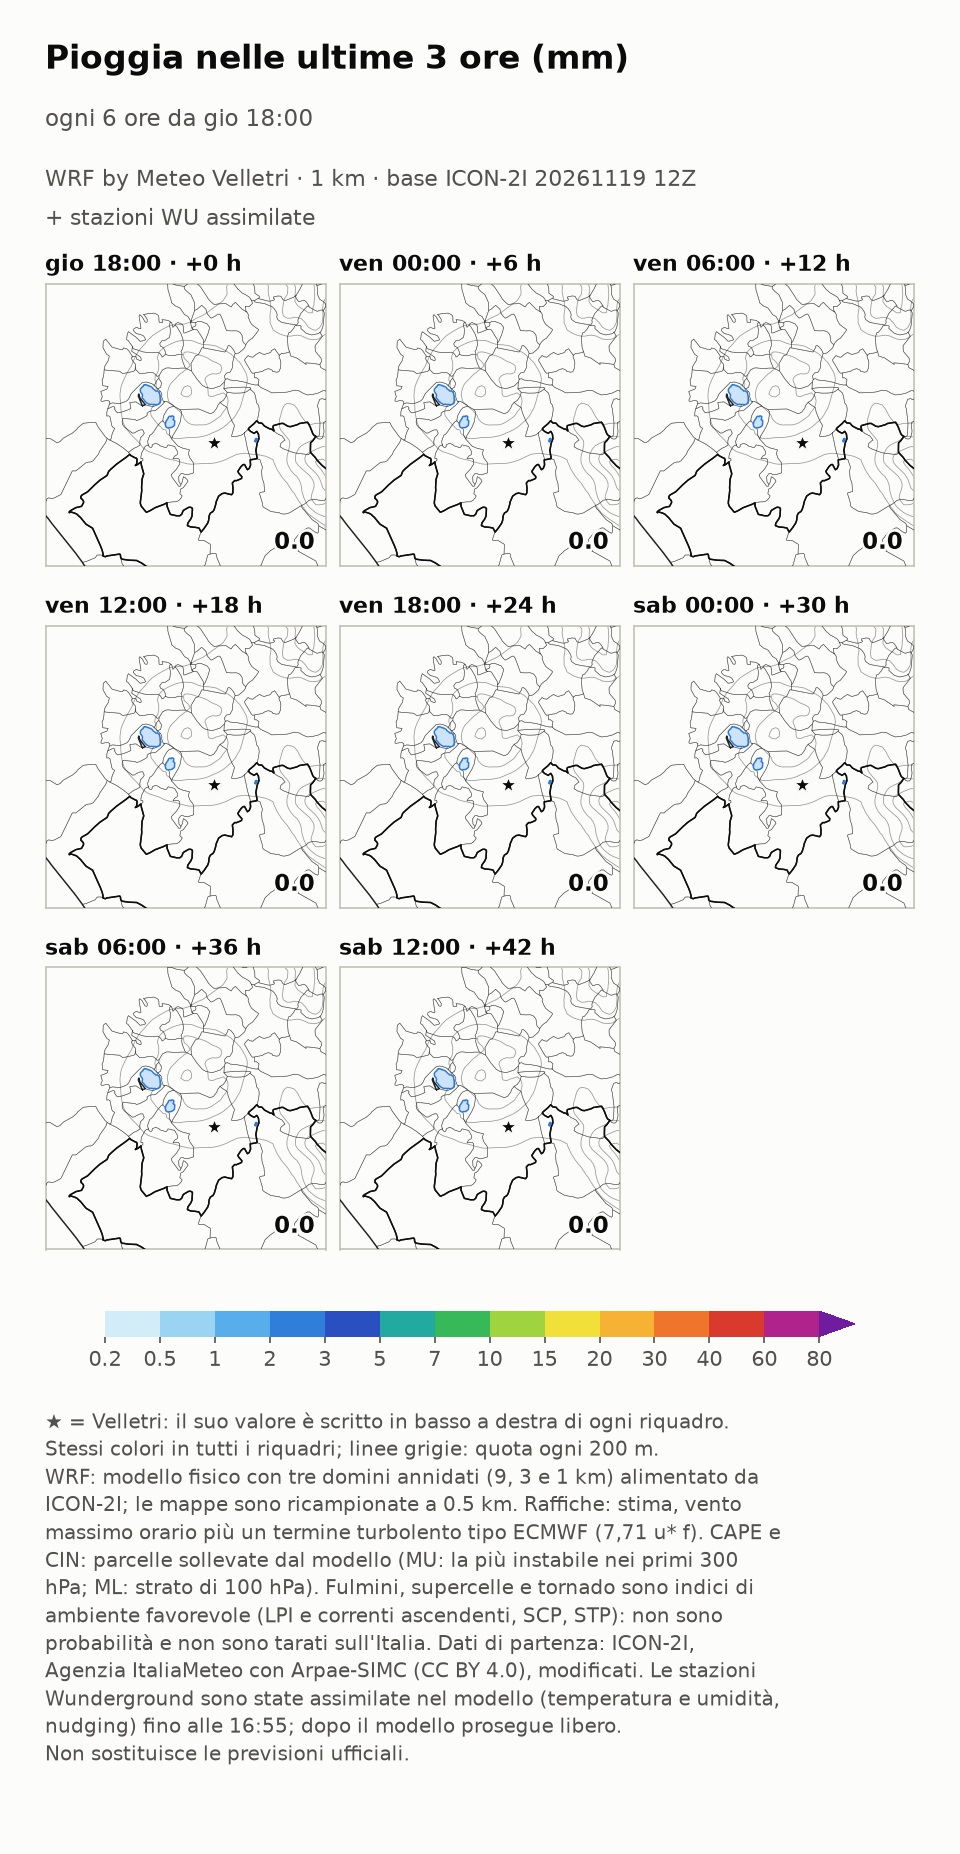 Pioggia nelle ultime 3 ore (mm)
ogni 6 ore da gio 18:00
WRF by Meteo Velletri · 1 km · base ICON-2I 20261119 12Z
+ stazioni WU assimilate
gio 18:00 · +0 h
ven 00:00 · +6 h
ven 06:00 · +12 h
0.0
0.0
0.0
ven 12:00 · +18 h
ven 18:00 · +24 h
sab 00:00 · +30 h
0.0
0.0
0.0
sab 06:00 · +36 h
sab 12:00 · +42 h
0.0
0.0
0.2 0.5 1 2 3 5 7 10 15 20 30 40 60 80
★ = Velletri: il suo valore è scritto in basso a destra di ogni riquadro.
Stessi colori in tutti i riquadri; linee grigie: quota ogni 200 m.
WRF: modello fisico con tre domini annidati (9, 3 e 1 km) alimentato da
ICON-2I; le mappe sono ricampionate a 0.5 km. Raffiche: stima, vento
massimo orario più un termine turbolento tipo ECMWF (7,71 u* f). CAPE e
CIN: parcelle sollevate dal modello (MU: la più instabile nei primi 300
hPa; ML: strato di 100 hPa). Fulmini, supercelle e tornado sono indici di
ambiente favorevole (LPI e correnti ascendenti, SCP, STP): non sono
probabilità e non sono tarati sull'Italia. Dati di partenza: ICON-2I,
Agenzia ItaliaMeteo con Arpae-SIMC (CC BY 4.0), modificati. Le stazioni
Wunderground sono state assimilate nel modello (temperatura e umidità,
nudging) fino alle 16:55; dopo il modello prosegue libero.
Non sostituisce le previsioni ufficiali.